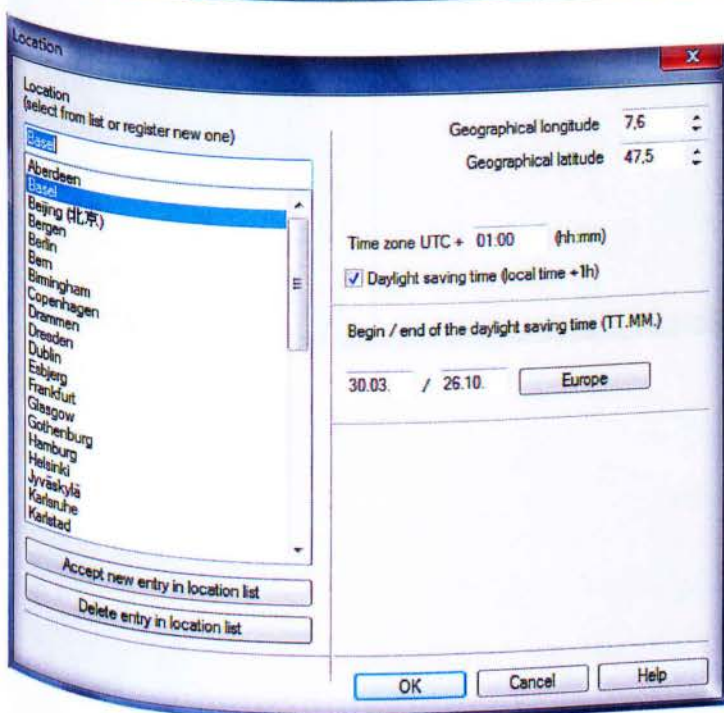 Location
Location
(select from list or register new one)
Basel
Aberdeen
Basel
Beijing (北京)
Bergen
Berlin
Bern
Birmingham
Copenhagen
Drammen
Dresden
Dublin
Esbjerg
Frankfurt
Glasgow
Gothenburg
Hamburg
Helsinki
Jyväskylä
Karlsruhe
Karlstad
Accept new entry in location list
Delete entry in location list
Geographical longitude 7,6
Geographical latitude 47,5
Time zone UTC + 01:00 (hh:mm)
Daylight saving time (local time +1h)
Begin / end of the daylight saving time (TT.MM.)
30.03. / 26.10. Europe
OK Cancel Help